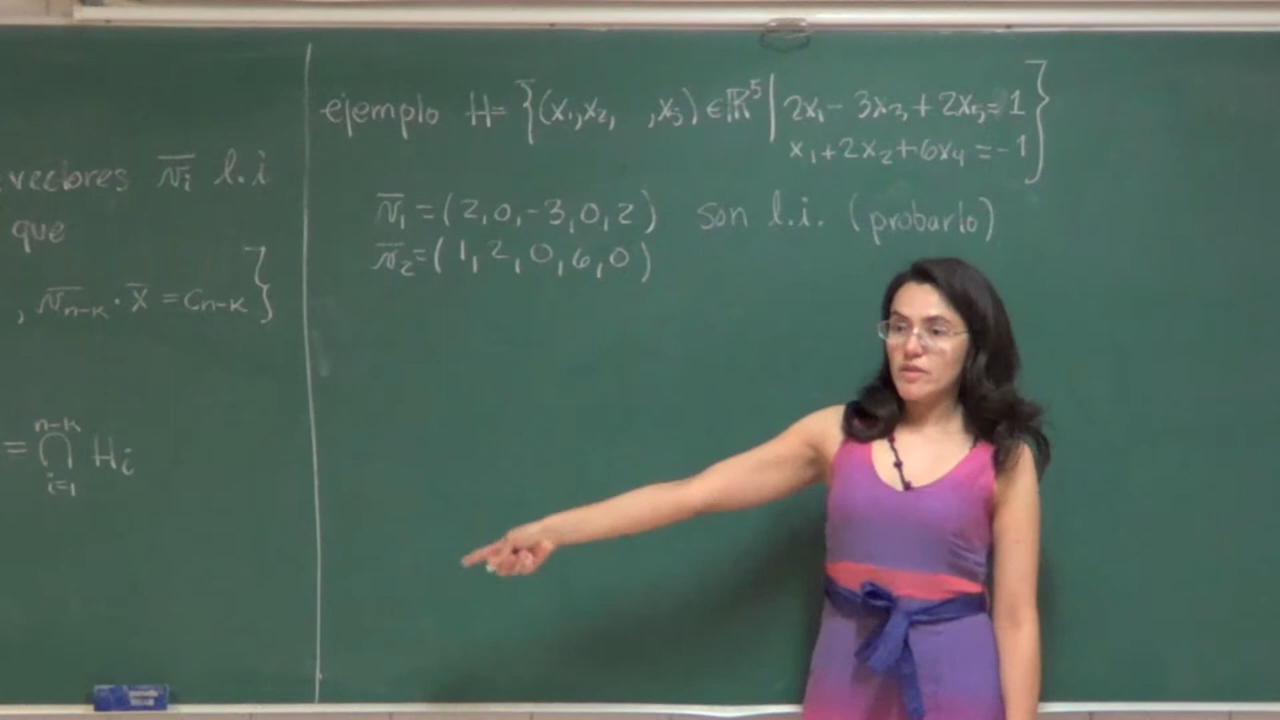 vectores N̅ᵢ l.i
que
, N̅ₙ₋ₖ · x̅ = Cₙ₋ₖ}
n-k
= ∩ Hᵢ
i=1
ejemplo H= {(x₁,x₂, ,x₅) ∈ ℝ⁵ | 2x₁ - 3x₃ + 2x₅ = 1
x₁ + 2x₂ + 6x₄ = -1}
N̅₁ = (2, 0, -3, 0, 2) son l.i. (probarlo)
N̅₂ = (1, 2, 0, 6, 0)